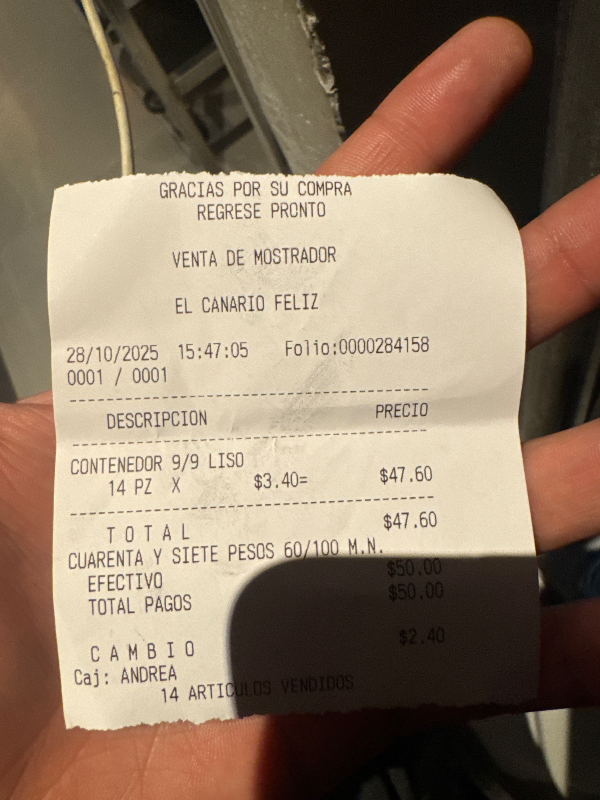 GRACIAS POR SU COMPRA
REGRESE PRONTO
VENTA DE MOSTRADOR
EL CANARIO FELIZ
28/10/2025 15:47:05 Folio:0000284158
0001 / 0001
DESCRIPCION PRECIO
CONTENEDOR 9/9 LISO
14 PZ X $3.40= $47.60
T O T A L $47.60
CUARENTA Y SIETE PESOS 60/100 M.N.
EFECTIVO $50.00
TOTAL PAGOS $50.00
C A M B I O $2.40
Caj: ANDREA
14 ARTICULOS VENDIDOS